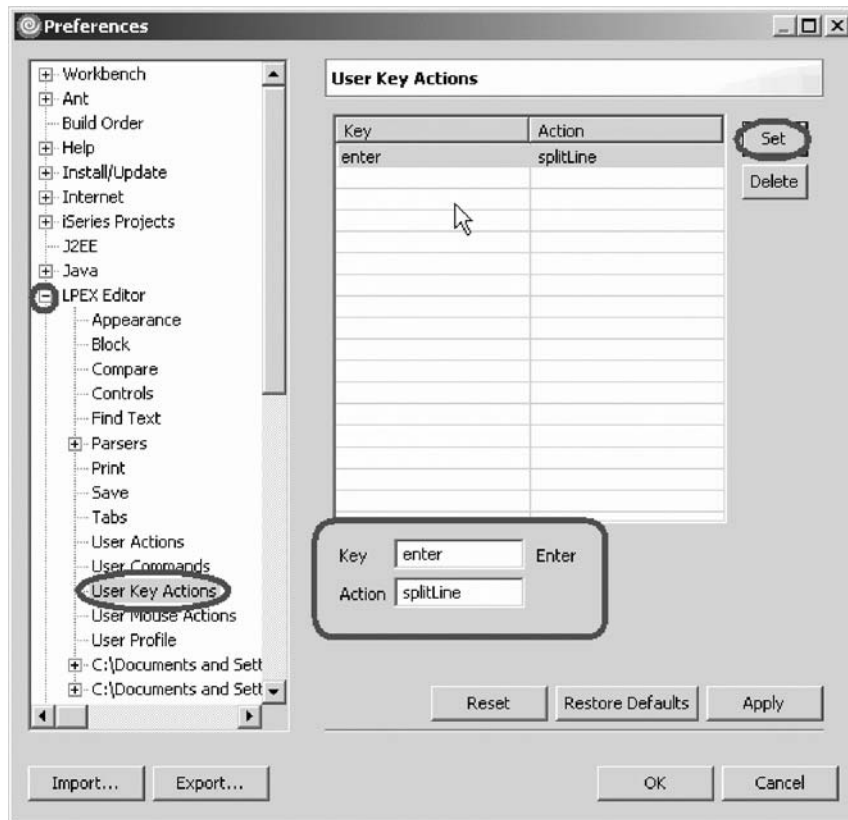 Preferences
Workbench
Ant
Build Order
Help
Install/Update
Internet
iSeries Projects
J2EE
Java
LPEX Editor
Appearance
Block
Compare
Controls
Find Text
Parsers
Print
Save
Tabs
User Actions
User Commands
User Key Actions
User Mouse Actions
User Profile
C:\Documents and Sett
C:\Documents and Sett
User Key Actions
Key Action
enter splitLine
Set
Delete
Key enter Enter
Action splitLine
Reset Restore Defaults Apply
Import... Export... OK Cancel